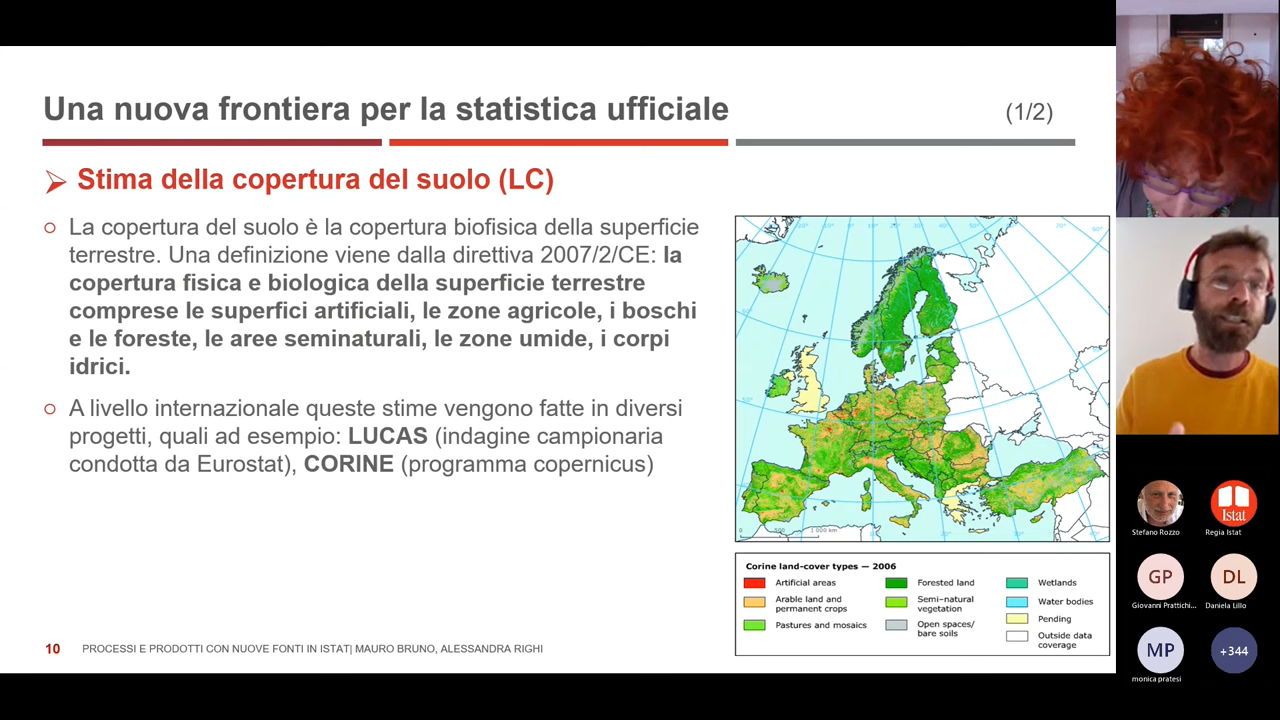 Una nuova frontiera per la statistica ufficiale
(1/2)
Stima della copertura del suolo (LC)
La copertura del suolo è la copertura biofisica della superficie
terrestre. Una definizione viene dalla direttiva 2007/2/CE: la
copertura fisica e biologica della superficie terrestre
comprese le superfici artificiali, le zone agricole, i boschi
e le foreste, le aree seminaturali, le zone umide, i corpi
idrici.
A livello internazionale queste stime vengono fatte in diversi
progetti, quali ad esempio: LUCAS (indagine campionaria
condotta da Eurostat), CORINE (programma copernicus)
Corine land-cover types — 2006
Artificial areas
Arable land and
permanent crops
Pastures and mosaics
Forested land
Semi-natural
vegetation
Open spaces/
bare soils
Wetlands
Water bodies
Pending
Outside data
coverage
10 PROCESSI E PRODOTTI CON NUOVE FONTI IN ISTAT| MAURO BRUNO, ALESSANDRA RIGHI
Istat
Stefano Rozzo
Regia Istat
GP
DL
Giovanni Prattichi...
Daniela Lillo
MP
+344
monica pratesi